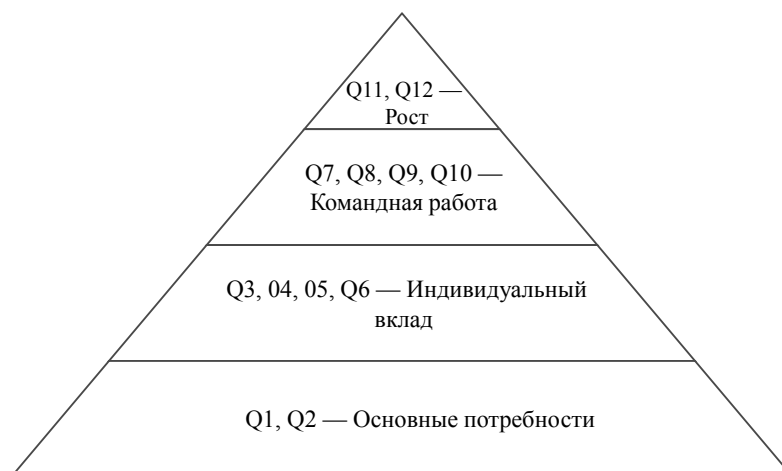 Q11, Q12 —
Рост
Q7, Q8, Q9, Q10 —
Командная работа
Q3, 04, 05, Q6 — Индивидуальный
вклад
Q1, Q2 — Основные потребности